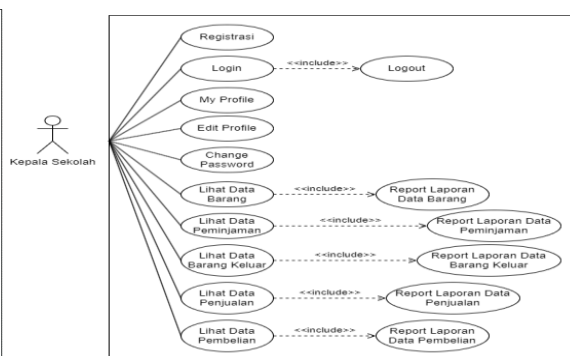 Registrasi
Login
<<include>>
Logout
My Profile
Edit Profile
Kepala Sekolah
Change
Password
Lihat Data
Barang
<<include>>
Report Laporan
Data Barang
Lihat Data
Peminjaman
<<include>>
Report Laporan Data
Peminjaman
Lihat Data
Barang Keluar
<<include>>
Report Laporan Data
Barang Keluar
Lihat Data
Penjualan
<<include>>
Report Laporan Data
Penjualan
Lihat Data
Pembelian
<<include>>
Report Laporan
Data Pembelian